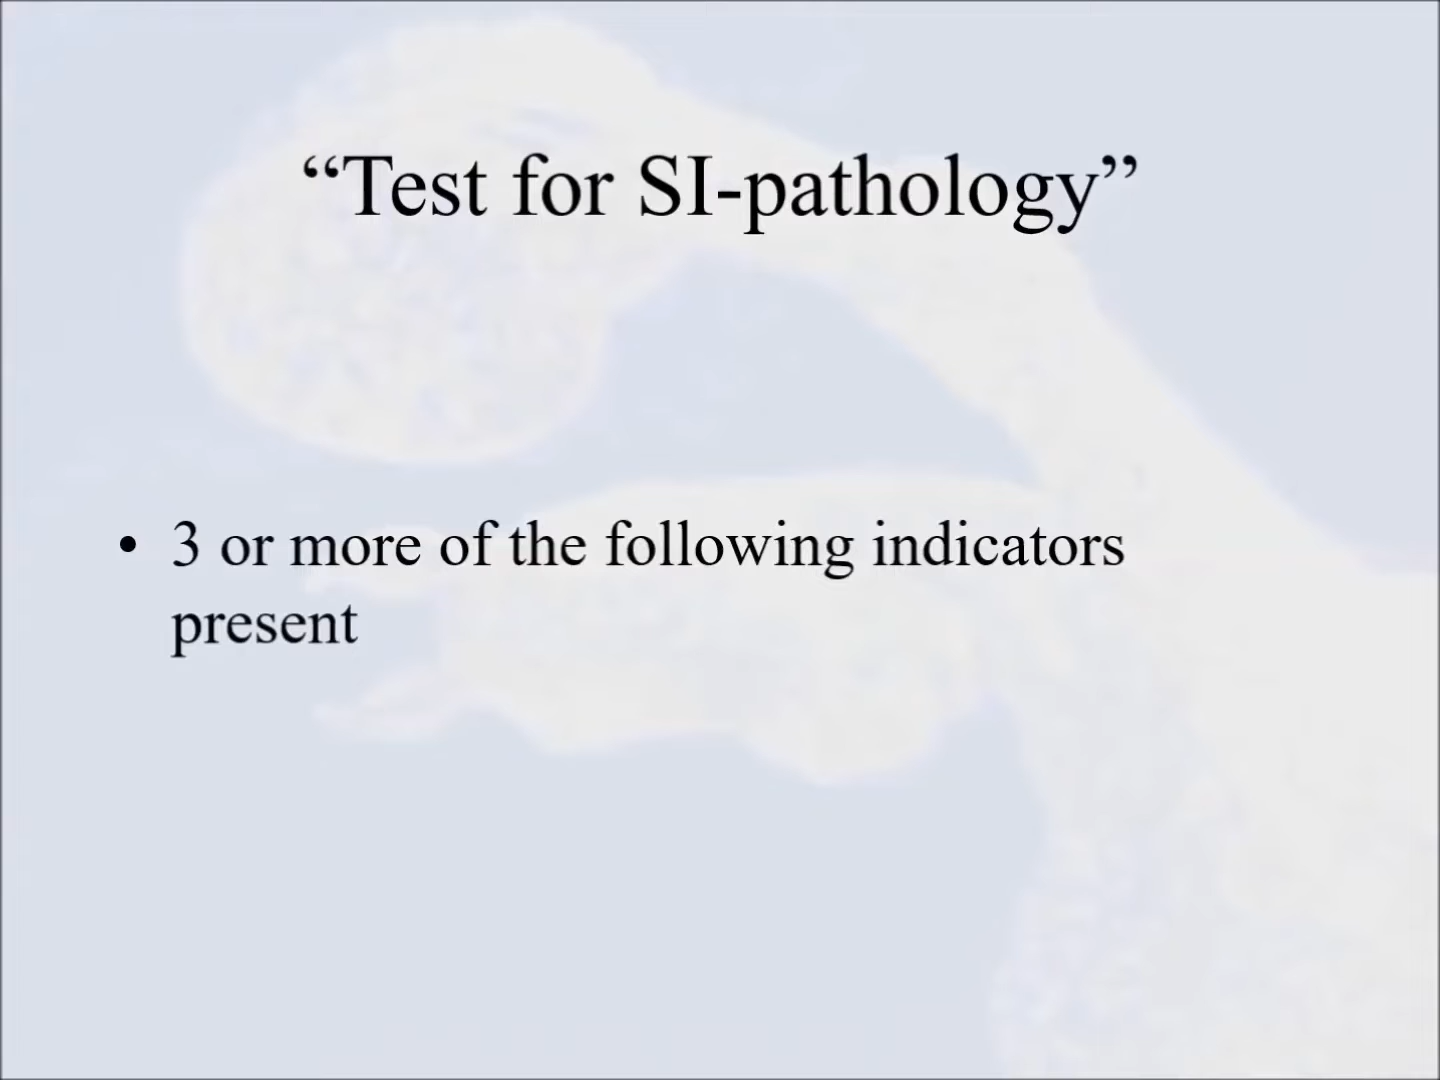 “Test for SI-pathology”
• 3 or more of the following indicators
present